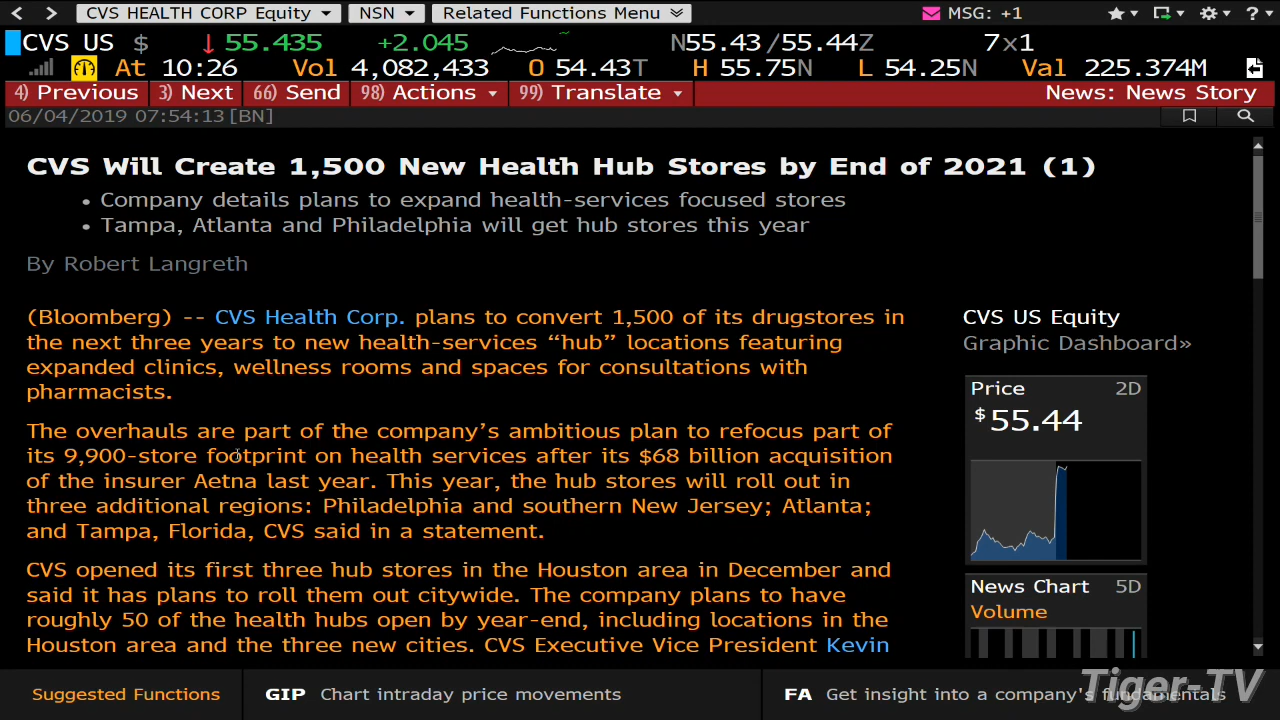 CVS HEALTH CORP Equity NSN Related Functions Menu MSG: +1 ?
CVS US $ ↓ 55.435 +2.045 N55.43 /55.44Z 7x1
At 10:26 Vol 4,082,433 O 54.43T H 55.75N L 54.25N Val 225.374M
4) Previous 3) Next 66) Send 98) Actions 99) Translate News: News Story
06/04/2019 07:54:13 [BN]
CVS Will Create 1,500 New Health Hub Stores by End of 2021 (1)
• Company details plans to expand health-services focused stores
• Tampa, Atlanta and Philadelphia will get hub stores this year
By Robert Langreth
(Bloomberg) -- CVS Health Corp. plans to convert 1,500 of its drugstores in
the next three years to new health-services “hub” locations featuring
expanded clinics, wellness rooms and spaces for consultations with
pharmacists.
The overhauls are part of the company’s ambitious plan to refocus part of
its 9,900-store footprint on health services after its $68 billion acquisition
of the insurer Aetna last year. This year, the hub stores will roll out in
three additional regions: Philadelphia and southern New Jersey; Atlanta;
and Tampa, Florida, CVS said in a statement.
CVS opened its first three hub stores in the Houston area in December and
said it has plans to roll them out citywide. The company plans to have
roughly 50 of the health hubs open by year-end, including locations in the
Houston area and the three new cities. CVS Executive Vice President Kevin
CVS US Equity
Graphic Dashboard»
Price 2D
$55.44
News Chart 5D
Volume
Suggested Functions GIP Chart intraday price movements FA Get insight into a company's fundamentals
Tiger-TV